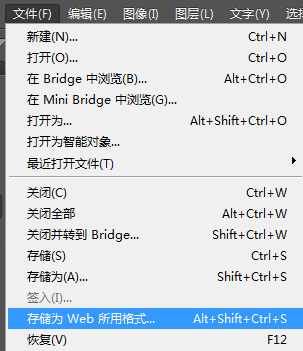 文件(F) 编辑(E) 图像(I) 图层(L) 文字(Y)
新建(N)... Ctrl+N
打开(O)... Ctrl+O
在 Bridge 中浏览(B)... Alt+Ctrl+O
在 Mini Bridge 中浏览(G)...
打开为... Alt+Shift+Ctrl+O
打开为智能对象...
最近打开文件(T)
关闭(C) Ctrl+W
关闭全部 Alt+Ctrl+W
关闭并转到 Bridge... Shift+Ctrl+W
存储(S) Ctrl+S
存储为(A)... Shift+Ctrl+S
签入(I)...
存储为 Web 所用格式... Alt+Shift+Ctrl+S
恢复(V) F12